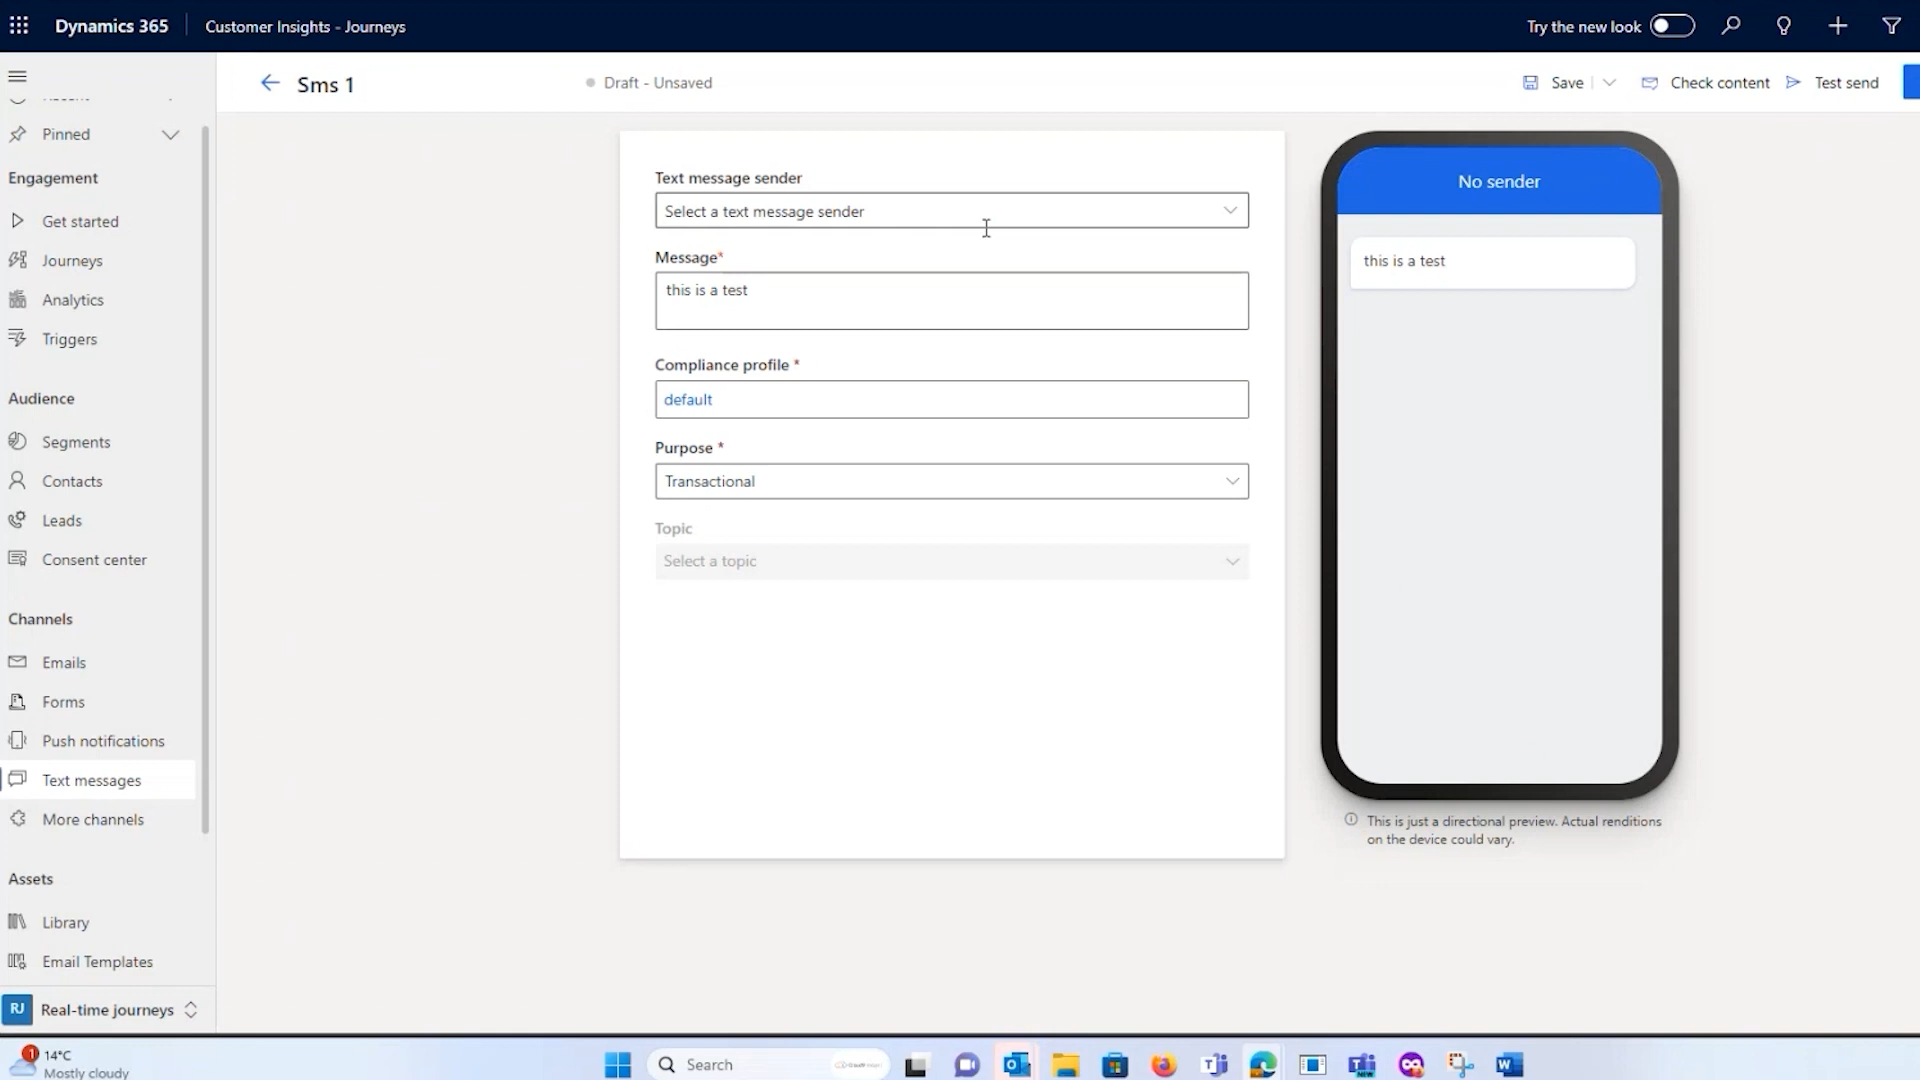 Dynamics 365
Customer Insights - Journeys
Try the new look
Sms 1
Draft - Unsaved
Save
Check content
Test send
Pinned
Engagement
Get started
Journeys
Analytics
Triggers
Audience
Segments
Contacts
Leads
Consent center
Channels
Emails
Forms
Push notifications
Text messages
More channels
Assets
Library
Email Templates
RJ
Real-time journeys
Text message sender
Select a text message sender
Message*
this is a test
Compliance profile *
default
Purpose *
Transactional
Topic
Select a topic
No sender
this is a test
This is just a directional preview. Actual renditions
on the device could vary.
1
14°C
Mostly cloudy
Search
NEW